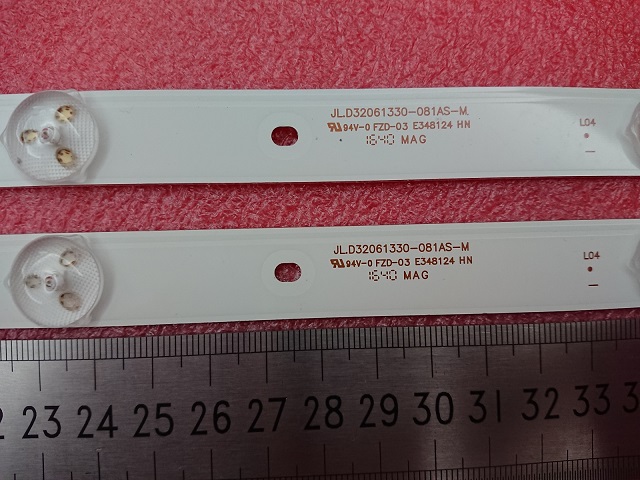 JL.D32061330-081AS-M
94V-0 FZD-03 E348124 HN
1640 MAG
L04
JL.D32061330-081AS-M
94V-0 FZD-03 E348124 HN
1640 MAG
L04
23 24 25 26 27 28 29 30 31 32 33